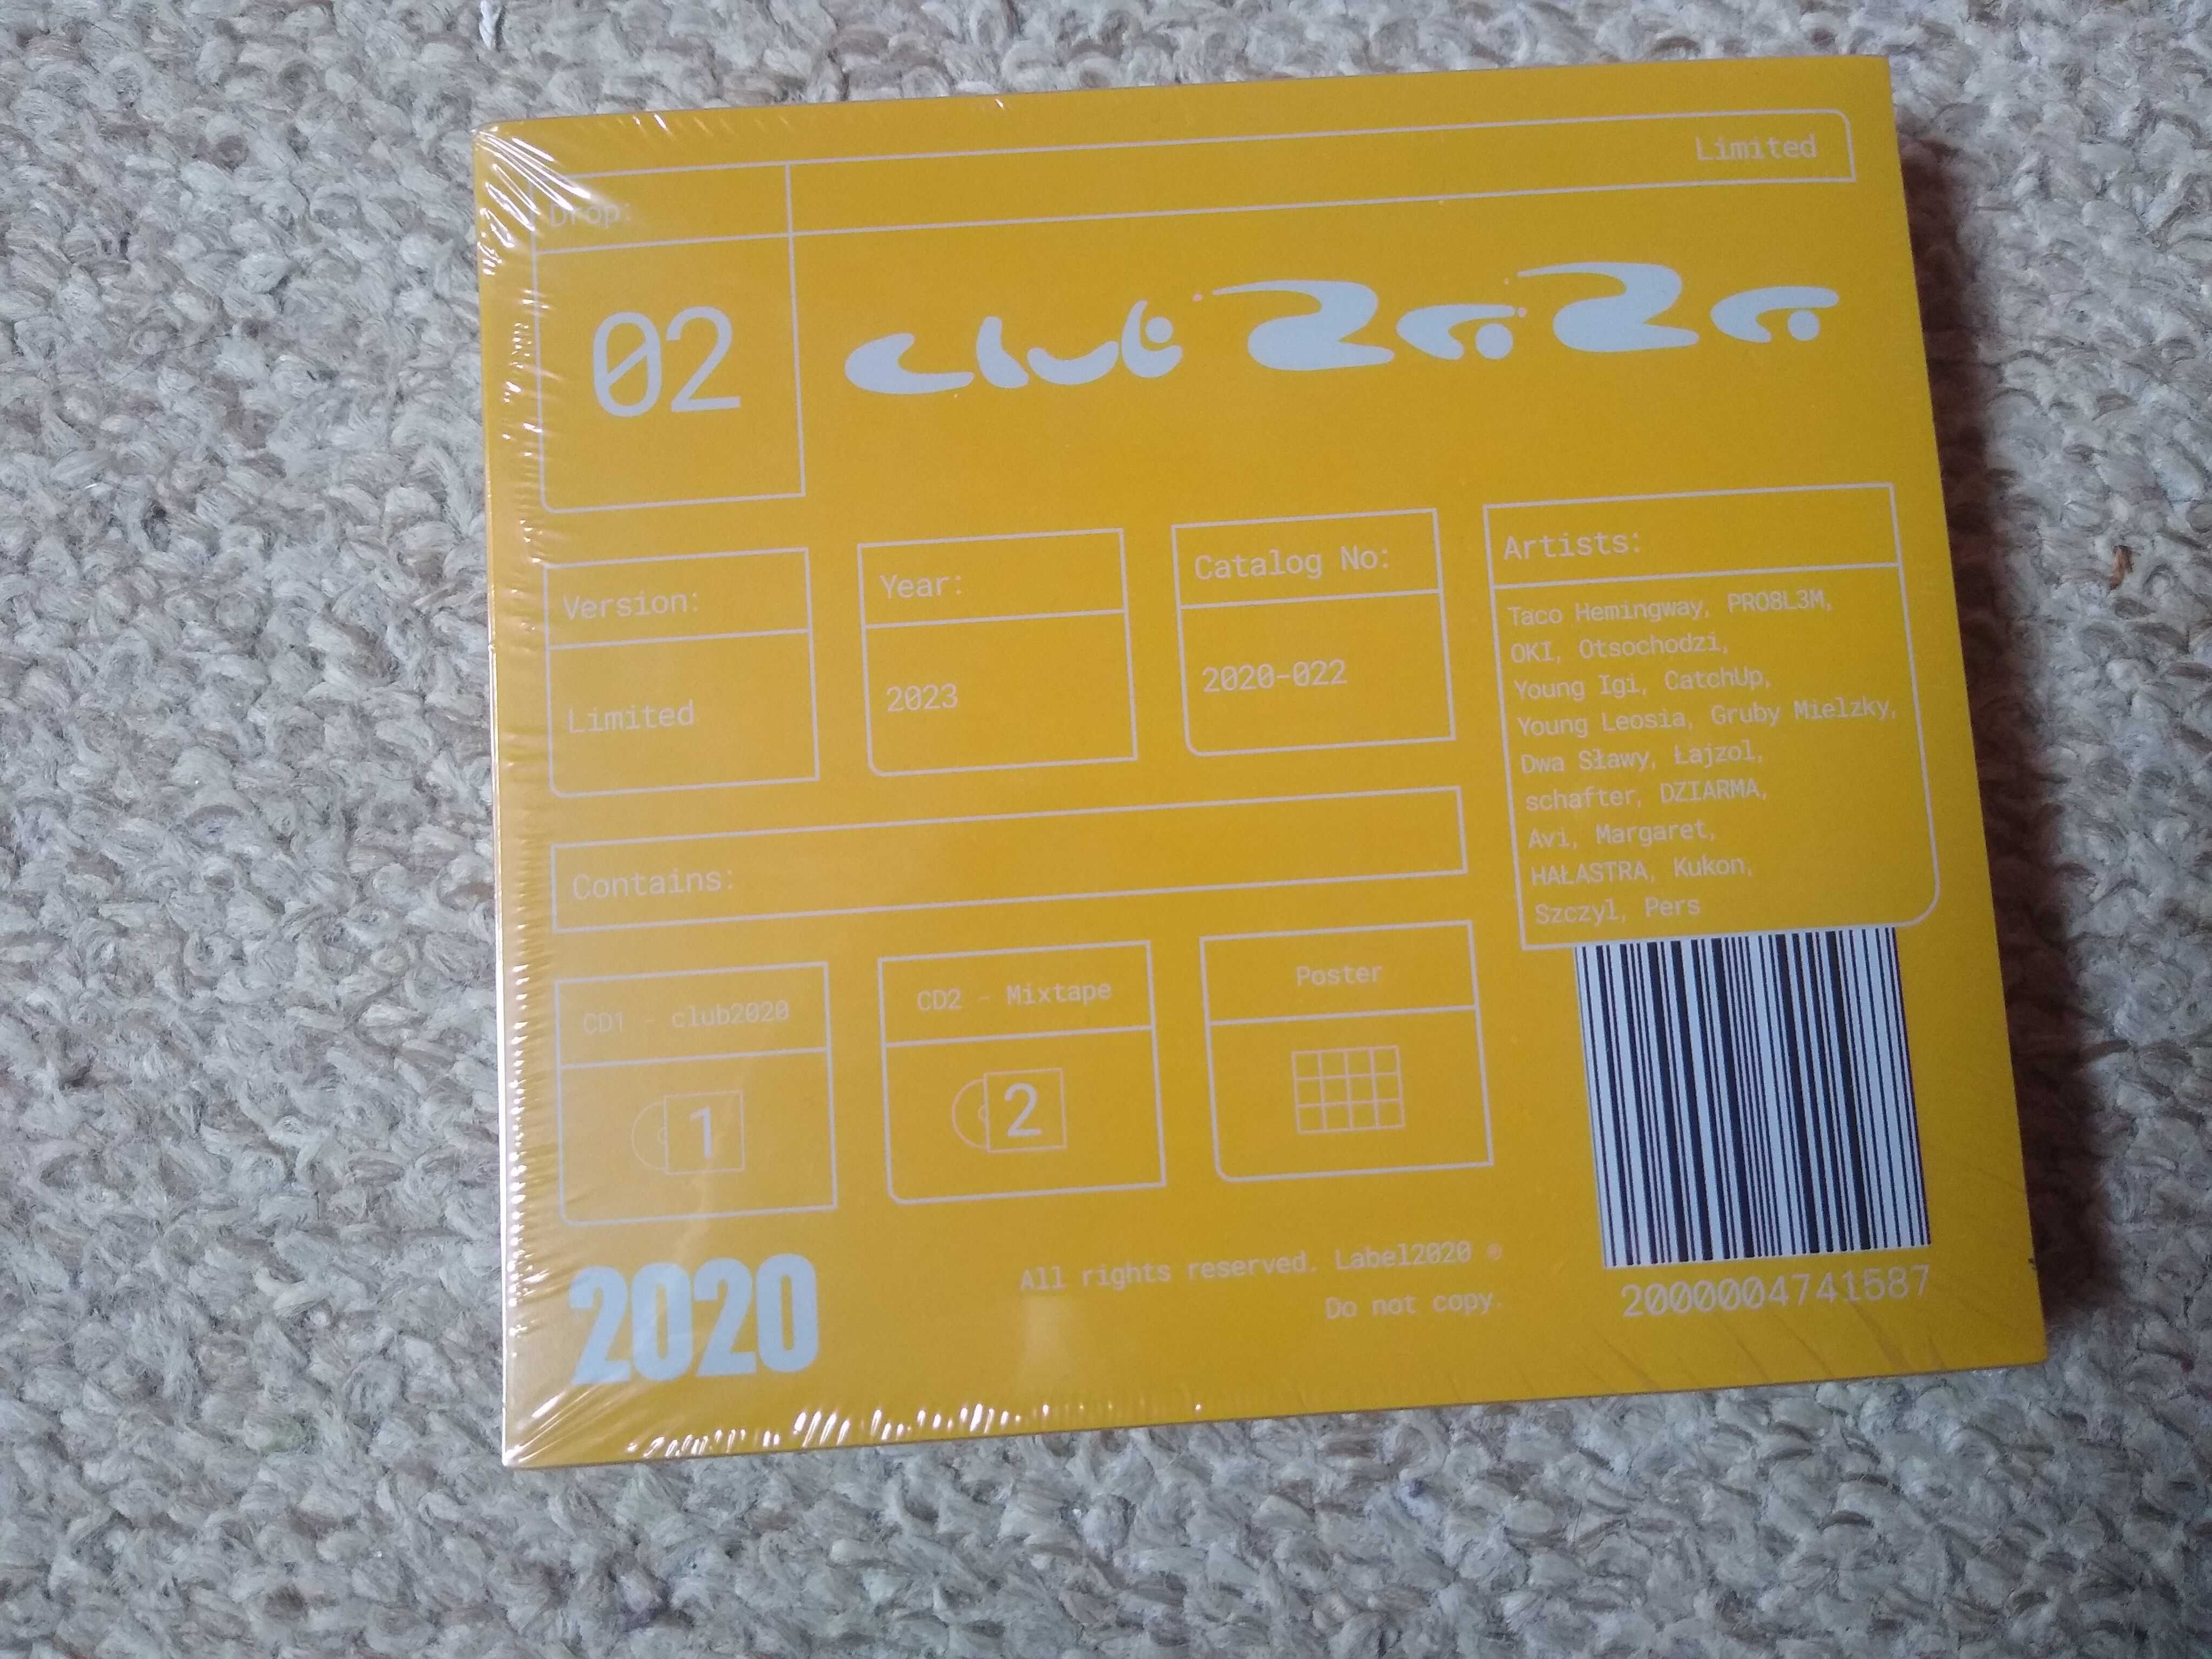 Limited
Drop:
02
club2020
Version:
Limited
Year:
2023
Catalog No:
2020-022
Artists:
Taco Hemingway, PRO8L3M,
OKI, Otsochodzi,
Young Igi, CatchUp,
Young Leosia, Gruby Mielzky,
Dwa Sławy, Łajzol,
schafter, DZIARMA,
Avi, Margaret,
HAŁASTRA, Kukon,
Szczyl, Pers
Contains:
CD1 - club2020
1
CD2 - Mixtape
2
Poster
2020
All rights reserved. Label2020 ®
Do not copy.
2000004741587